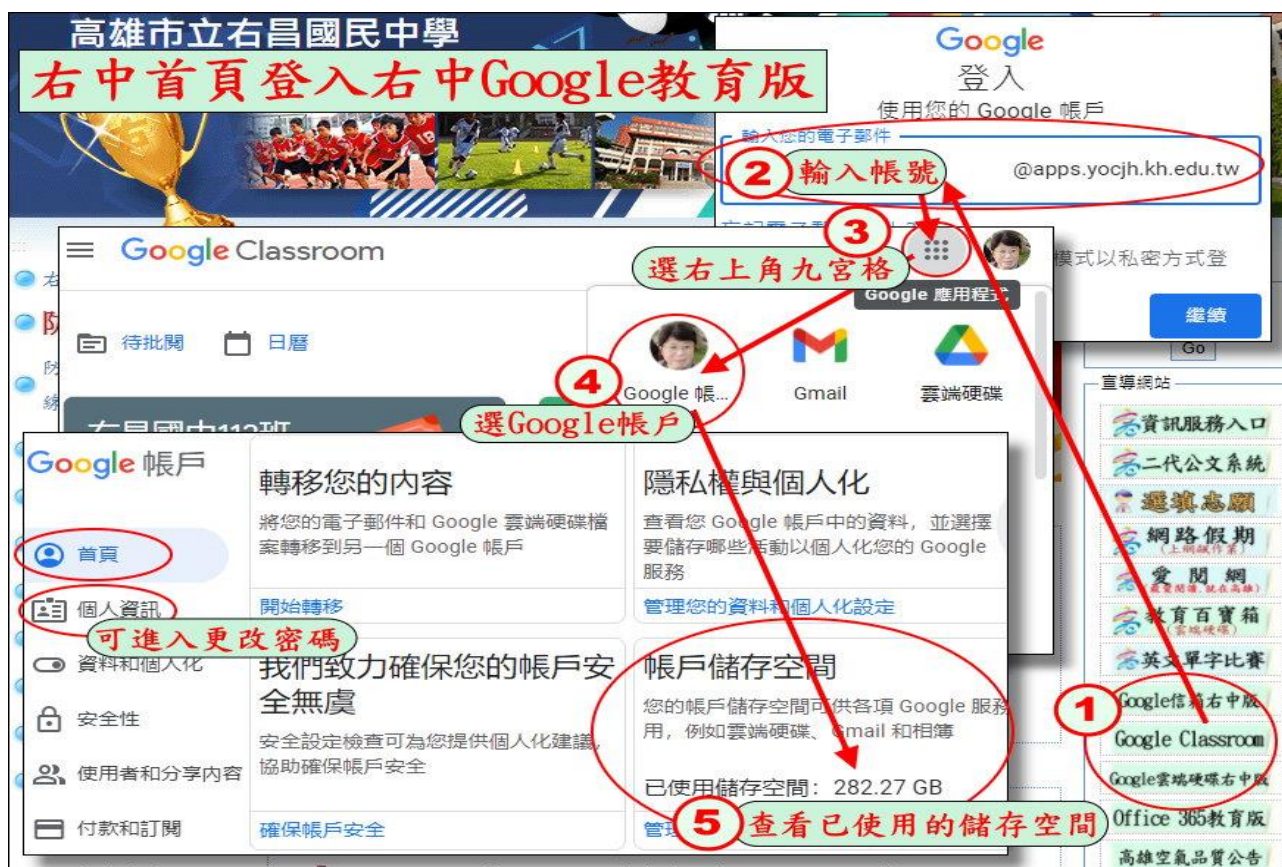 高雄市立右昌國民中學
右中首頁登入右中Google教育版
Google
登入
使用您的 Google 帳戶
輸入您的電子郵件
② 輸入帳號
@apps.yocjh.kh.edu.tw
模式以私密方式登
繼續
Go
Google Classroom
③
選右上角九宮格
Google 應用程式
待批閱
日曆
④
Google 帳...
Gmail
雲端硬碟
選Google帳戶
Google 帳戶
首頁
個人資訊
可進入更改密碼
資料和個人化
安全性
使用者和分享內容
付款和訂閱
轉移您的內容
將您的電子郵件和 Google 雲端硬碟檔
案轉移到另一個 Google 帳戶
開始轉移
隱私權與個人化
查看您 Google 帳戶中的資料，並選擇
要儲存哪些活動以個人化您的 Google
服務
管理您的資料和個人化設定
我們致力確保您的帳戶安
全無虞
安全設定檢查可為您提供個人化建議，
協助確保帳戶安全
確保帳戶安全
帳戶儲存空間
您的帳戶儲存空間可供各項 Google 服務
用，例如雲端硬碟、Gmail 和相簿
已使用儲存空間：282.27 GB
⑤ 查看已使用的儲存空間
宣導網站
資訊服務入口
二代公文系統
選填志願
網路假期
愛閱網
教育百寶箱
(雲端硬碟)
英文單字比賽
①
Google信箱右中版
Google Classroom
Google雲端硬碟右中版
Office 365教育版
高雄空氣品質公告